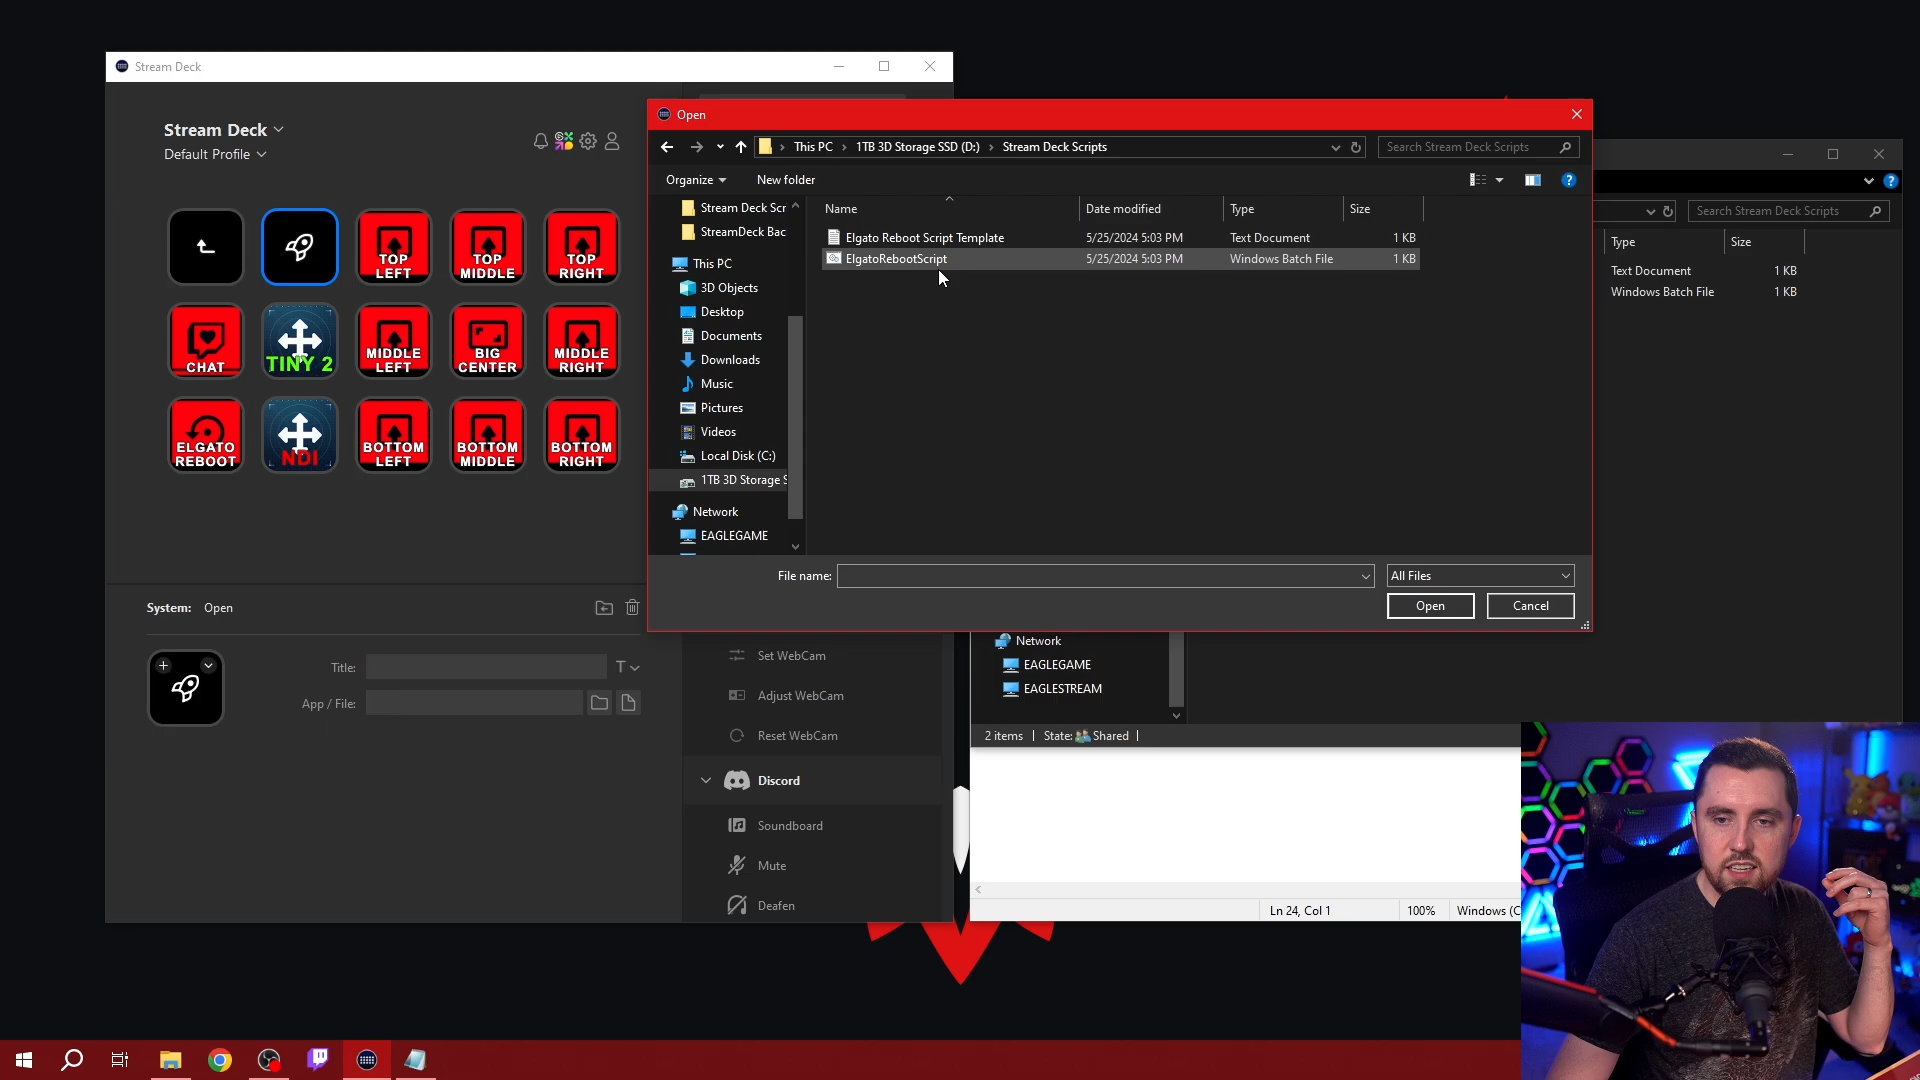 Stream Deck
Stream Deck
Default Profile
TOP LEFT
TOP MIDDLE
TOP RIGHT
CHAT
TINY 2
MIDDLE LEFT
BIG CENTER
MIDDLE RIGHT
ELGATO REBOOT
NDI
BOTTOM LEFT
BOTTOM MIDDLE
BOTTOM RIGHT
System: Open
Title:
T
App / File:
Set WebCam
Adjust WebCam
Reset WebCam
Discord
Soundboard
Mute
Deafen
Open
This PC › 1TB 3D Storage SSD (D:) › Stream Deck Scripts
Search Stream Deck Scripts
Organize
New folder
Stream Deck Scr
StreamDeck Bac
This PC
3D Objects
Desktop
Documents
Downloads
Music
Pictures
Videos
Local Disk (C:)
1TB 3D Storage S
Network
EAGLEGAME
Name Date modified Type Size
Elgato Reboot Script Template 5/25/2024 5:03 PM Text Document 1 KB
ElgatoRebootScript 5/25/2024 5:03 PM Windows Batch File 1 KB
File name:
All Files
Open
Cancel
Search Stream Deck Scripts
Type Size
Text Document 1 KB
Windows Batch File 1 KB
Network
EAGLEGAME
EAGLESTREAM
2 items State: Shared
Ln 24, Col 1 100% Windows (C